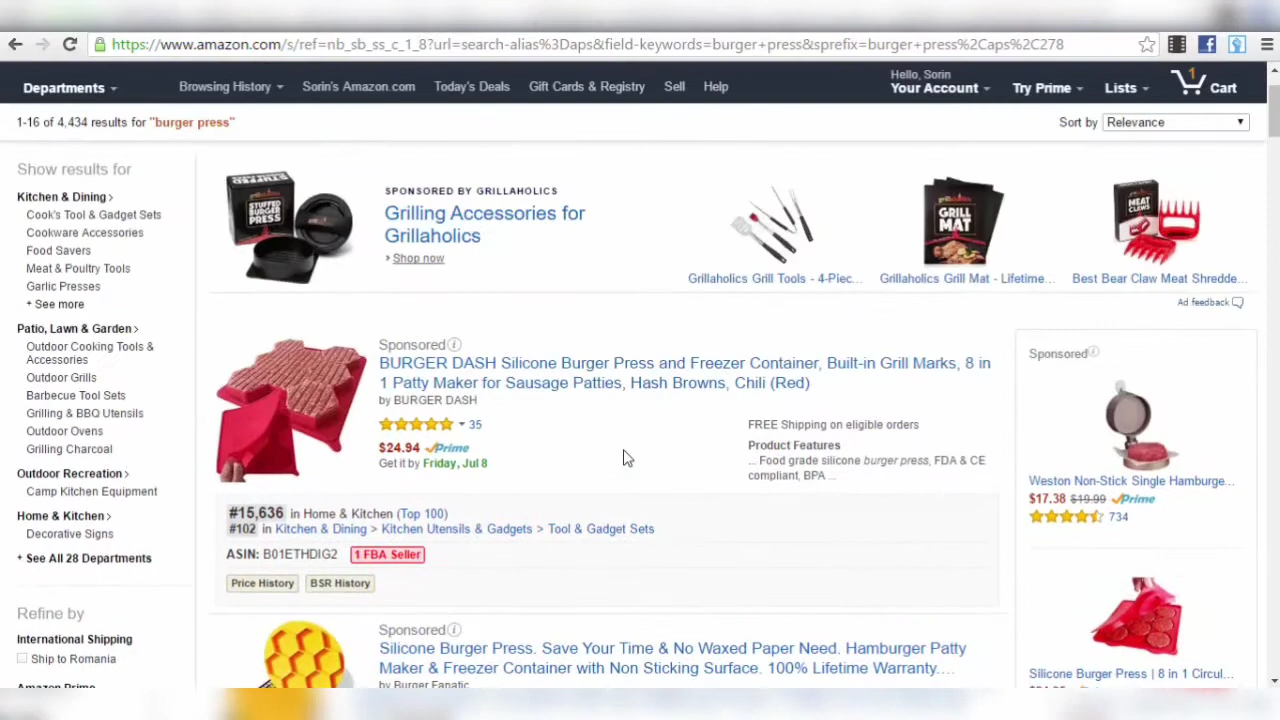 https://www.amazon.com/s/ref=nb_sb_ss_c_1_8?url=search-alias%3Daps&field-keywords=burger+press&sprefix=burger+press%2Caps%2C278
Departments
Browsing History
Sorin's Amazon.com
Today's Deals
Gift Cards & Registry
Sell
Help
Hello, Sorin
Your Account
Try Prime
Lists
1
Cart
1-16 of 4,434 results for "burger press"
Sort by
Relevance
Show results for
Kitchen & Dining
Cook's Tool & Gadget Sets
Cookware Accessories
Food Savers
Meat & Poultry Tools
Garlic Presses
+ See more
Patio, Lawn & Garden
Outdoor Cooking Tools &
Accessories
Outdoor Grills
Barbecue Tool Sets
Grilling & BBQ Utensils
Outdoor Ovens
Grilling Charcoal
Outdoor Recreation
Camp Kitchen Equipment
Home & Kitchen
Decorative Signs
+ See All 28 Departments
Refine by
International Shipping
Ship to Romania
Amazon Prime
STUFFED
BURGER
PRESS
SPONSORED BY GRILLAHOLICS
Grilling Accessories for
Grillaholics
Shop now
Grillaholics Grill Tools - 4-Piec...
GRILL
MAT
Grillaholics Grill Mat - Lifetime...
MEAT
CLAWS
Best Bear Claw Meat Shredde...
Ad feedback
Sponsored
BURGER DASH Silicone Burger Press and Freezer Container, Built-in Grill Marks, 8 in
1 Patty Maker for Sausage Patties, Hash Browns, Chili (Red)
by BURGER DASH
35
$24.94 Prime
Get it by Friday, Jul 8
FREE Shipping on eligible orders
Product Features
... Food grade silicone burger press, FDA & CE
compliant, BPA ...
#15,636 in Home & Kitchen (Top 100)
#102 in Kitchen & Dining > Kitchen Utensils & Gadgets > Tool & Gadget Sets
ASIN: B01ETHDIG2 1 FBA Seller
Price History
BSR History
Sponsored
Silicone Burger Press. Save Your Time & No Waxed Paper Need. Hamburger Patty
Maker & Freezer Container with Non Sticking Surface. 100% Lifetime Warranty....
by Burger Fanatic
Sponsored
Weston Non-Stick Single Hamburge...
$17.38 $19.99 Prime
734
Silicone Burger Press | 8 in 1 Circul...